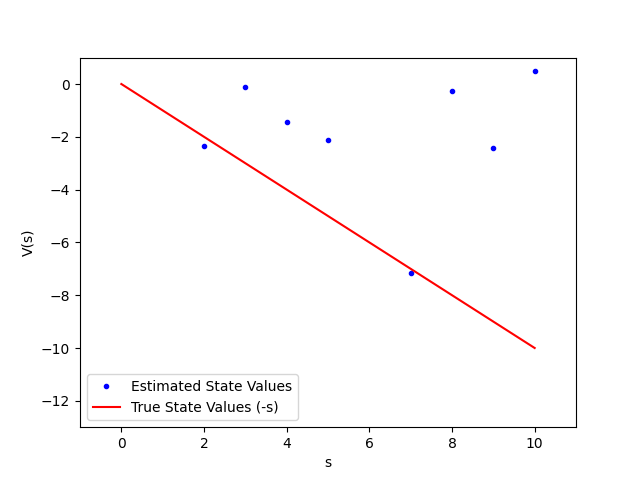 0
−2
−4
−6
−8
−10
−12
V(s)
Estimated State Values
True State Values (-s)
0 2 4 6 8 10
s